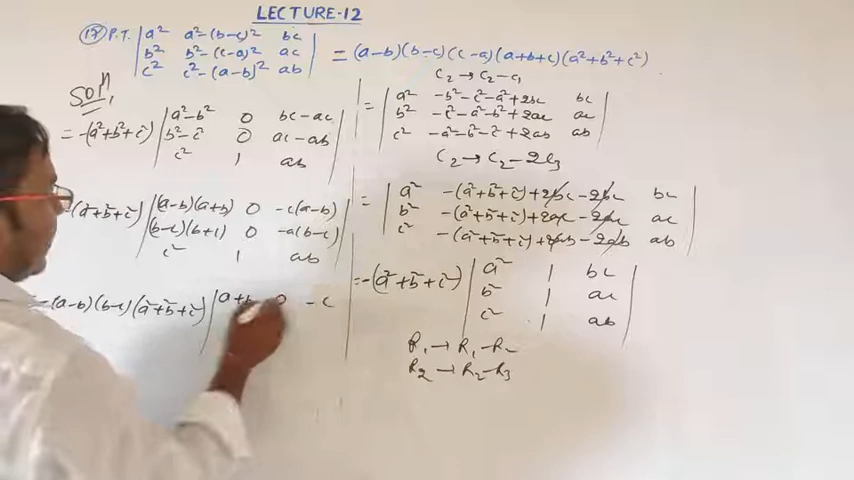 LECTURE-12
P.T. | a² a²-(b-c)² bc |
| b² b²-(c-a)² ac |
| c² c²-(a-b)² ab | = (a-b)(b-c)(c-a)(a+b+c)(a²+b²+c²)
C₂→C₂-C₁
= | a² -b²-c²-a²+2bc bc |
| b² -c²-a²-b²+2ac ac |
| c² -a²-b²-c²+2ab ab |
C₂→C₂-2C₃
= | a² -(a²+b²+c²)+2bc-2bc bc |
| b² -(a²+b²+c²)+2ac-2ac ac |
| c² -(a²+b²+c²)+2ab-2ab ab |
=-(a²+b²+c²) | a² 1 bc |
| b² 1 ac |
| c² 1 ab |
R₁→R₁-R₂
R₂→R₂-R₃
Solⁿ,
=-(a²+b²+c²) | a²-b² 0 bc-ac |
| b²-c² 0 ac-ab |
| c² 1 ab |
(a²+b²+c²) | (a-b)(a+b) 0 -c(a-b) |
| (b-c)(b+c) 0 -a(b-c) |
| c² 1 ab |
-(a-b)(b-c)(a²+b²+c²) | a+b 0 -c